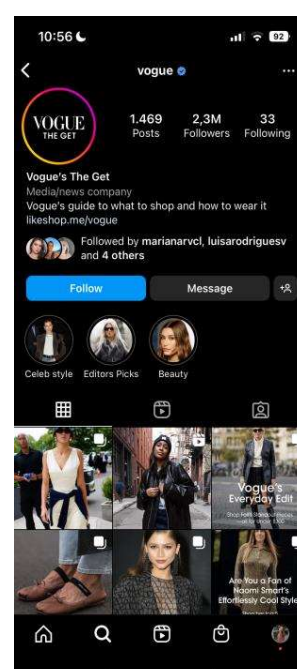 10:56
92
vogue
VOGUE
THE GET
1.469
Posts
2,3M
Followers
33
Following
Vogue's The Get
Media/news company
Vogue's guide to what to shop and how to wear it
likeshop.me/vogue
Followed by marianarvcl, luisarodriguesv
and 4 others
Follow
Message
Celeb style
Editors Picks
Beauty
Vogue's
Everyday Edit
Are You a Fan of
Naomi Smart's
Effortlessly Cool Style